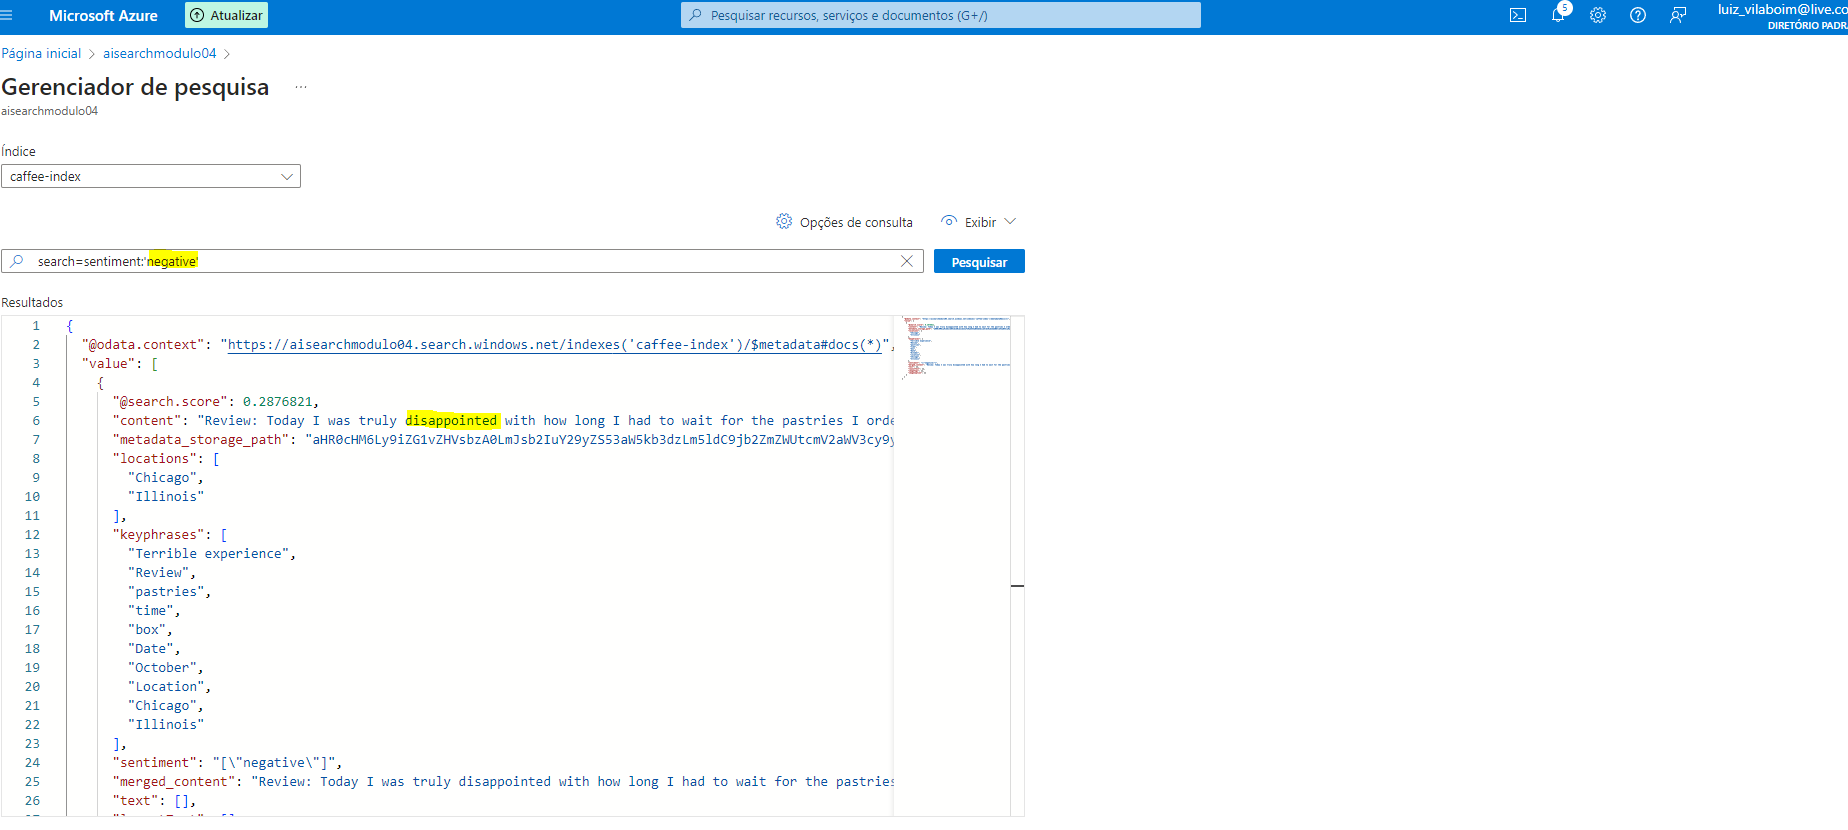 Microsoft Azure
Atualizar
Pesquisar recursos, serviços e documentos (G+/)
5
luiz_vilaboim@live.co
DIRETÓRIO PADR
Página inicial > aisearchmodulo04 >
Gerenciador de pesquisa ...
aisearchmodulo04
Índice
caffee-index
Opções de consulta
Exibir
search=sentiment:'negative'
Pesquisar
Resultados
1 {
2 "@odata.context": "https://aisearchmodulo04.search.windows.net/indexes('caffee-index')/$metadata#docs(*)",
3 "value": [
4 {
5 "@search.score": 0.2876821,
6 "content": "Review: Today I was truly disappointed with how long I had to wait for the pastries I orde
7 "metadata_storage_path": "aHR0cHM6Ly9iZG1vZHVsbzA0LmJsb2IuY29yZS53aW5kb3dzLm5ldC9jb2ZmZWUtcmV2aWV3cy9y
8 "locations": [
9 "Chicago",
10 "Illinois"
11 ],
12 "keyphrases": [
13 "Terrible experience",
14 "Review",
15 "pastries",
16 "time",
17 "box",
18 "Date",
19 "October",
20 "Location",
21 "Chicago",
22 "Illinois"
23 ],
24 "sentiment": "[\"negative\"]",
25 "merged_content": "Review: Today I was truly disappointed with how long I had to wait for the pastries
26 "text": [],